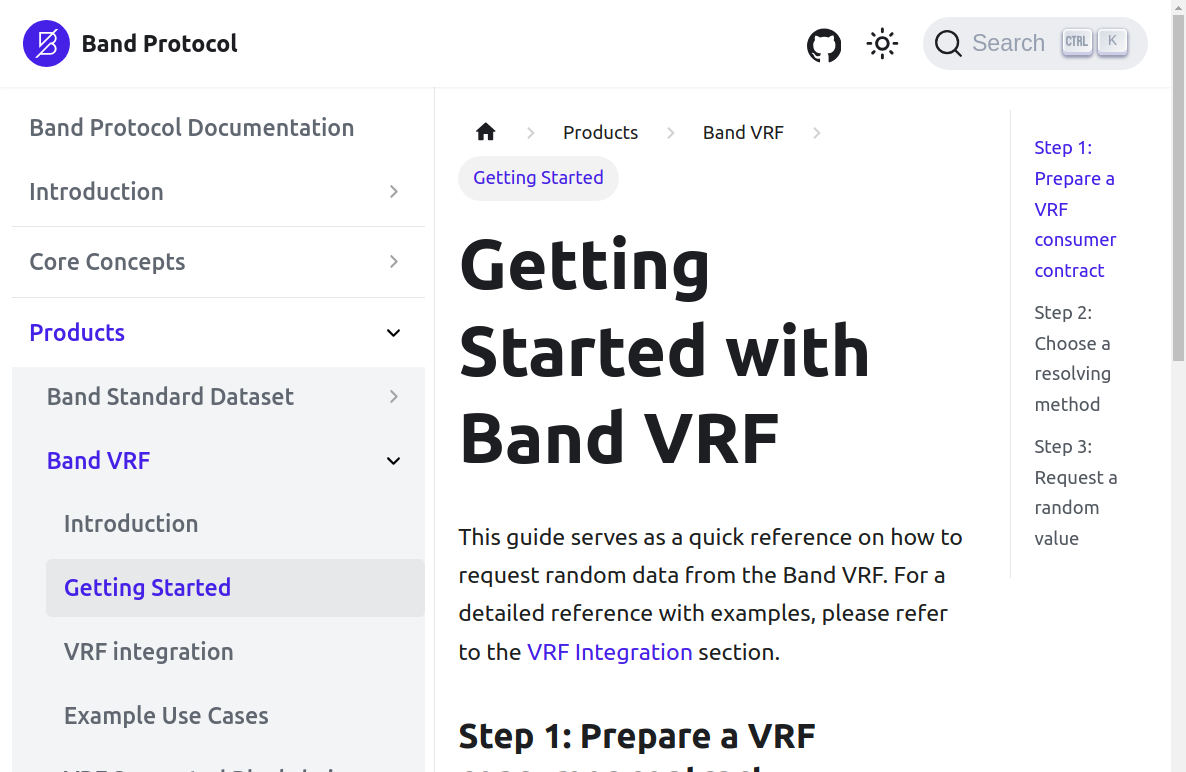 Band Protocol
Search
CTRL
K
Band Protocol Documentation
Introduction
Core Concepts
Products
Band Standard Dataset
Band VRF
Introduction
Getting Started
VRF integration
Example Use Cases
Products
Band VRF
Getting Started
Getting
Started with
Band VRF
This guide serves as a quick reference on how to
request random data from the Band VRF. For a
detailed reference with examples, please refer
to the VRF Integration section.
Step 1: Prepare a VRF
Step 1:
Prepare a
VRF
consumer
contract
Step 2:
Choose a
resolving
method
Step 3:
Request a
random
value